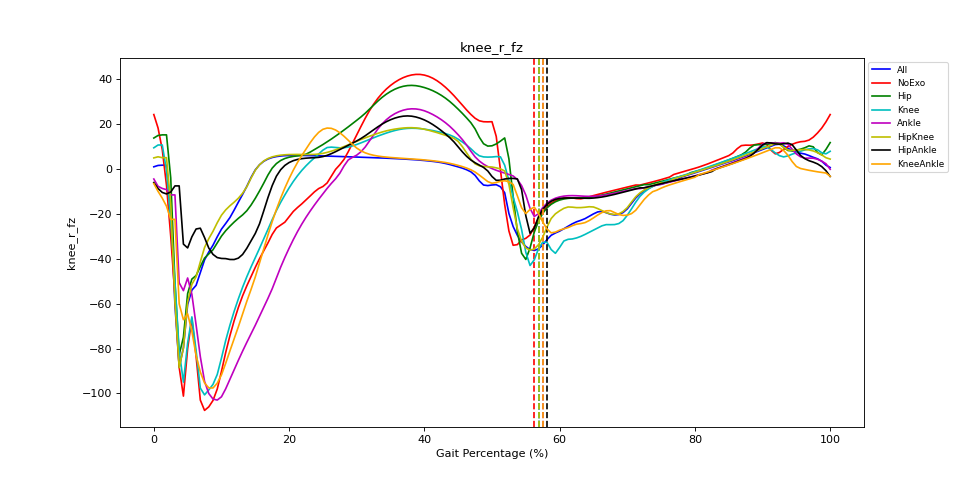 knee_r_fz
knee_r_fz
40
20
0
−20
−40
−60
−80
−100
0
20
40
60
80
100
Gait Percentage (%)
All
NoExo
Hip
Knee
Ankle
HipKnee
HipAnkle
KneeAnkle